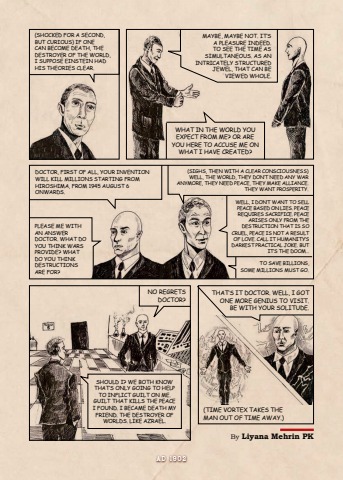 (SHOCKED FOR A SECOND,
BUT CURIOUS) IF ONE
CAN BECOME DEATH, THE
DESTROYER OF THE WORLD,
I SUPPOSE EINSTEIN HAD
HIS THEORIES CLEAR.
MAYBE, MAYBE NOT. IT'S
A PLEASURE INDEED.
TO SEE THE TIME AS
SIMULTANEOUS. AS AN
INTRICATELY STRUCTURED
JEWEL, THAT CAN BE
VIEWED WHOLE.
WHAT IN THE WORLD YOU
EXPECT FROM ME? OR ARE
YOU HERE TO ACCUSE ME ON
WHAT I HAVE CREATED?
DOCTOR, FIRST OF ALL, YOUR INVENTION
WILL KILL MILLIONS STARTING FROM
HIROSHIMA, FROM 1945 AUGUST 6
ONWARDS.
(SIGHS, THEN WITH A CLEAR CONSCIOUSNESS)
WELL, THE WORLD, THEY DON'T NEED ANY WAR
ANYMORE, THEY NEED PEACE, THEY MAKE ALLIANCE,
THEY WANT PROSPERITY.
PLEASE ME WITH
AN ANSWER
DOCTOR. WHAT DO
YOU THINK WARS
PROVIDE? WHAT
DO YOU THINK
DESTRUCTIONS
ARE FOR?
WELL, I DON'T WANT TO SELL
PEACE BASED ON LIES. PEACE
REQUIRES SACRIFICE. PEACE
ARISES ONLY FROM THE
DESTRUCTION THAT IS SO
CRUEL. PEACE IS NOT A RESULT
OF LOVE. CALL IT HUMANITY'S
DARKEST PRACTICAL JOKE. BUT
IT'S THE TOKEN.
TO SAVE BILLIONS,
SOME MILLIONS MUST GO.
NO REGRETS
DOCTOR?
SHOULD I? WE BOTH KNOW
THAT'S ONLY GOING TO HELP
TO INFLICT GUILT ON ME
GUILT THAT KILLS THE PEACE
I FOUND. I BECAME DEATH MY
FRIEND. THE DESTROYER OF
WORLDS. LIKE AZRAEL.
THAT'S IT DOCTOR. WELL, I GOT
ONE MORE GENIUS TO VISIT.
BE WITH YOUR SOLITUDE.
(TIME VORTEX TAKES THE
MAN OUT OF TIME AWAY.)
By Liyana Mehrin PK